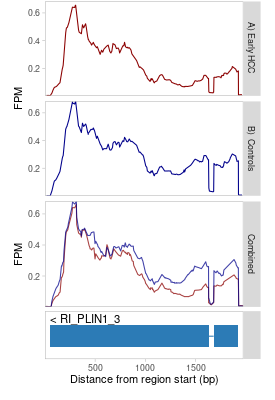 0.6
0.4
0.2
FPM
A) Early HCC
0.6
0.4
0.2
B) Controls
0.6
0.4
0.2
FPM
Combined
< RI_PLIN1_3
500 1000 1500
Distance from region start (bp)